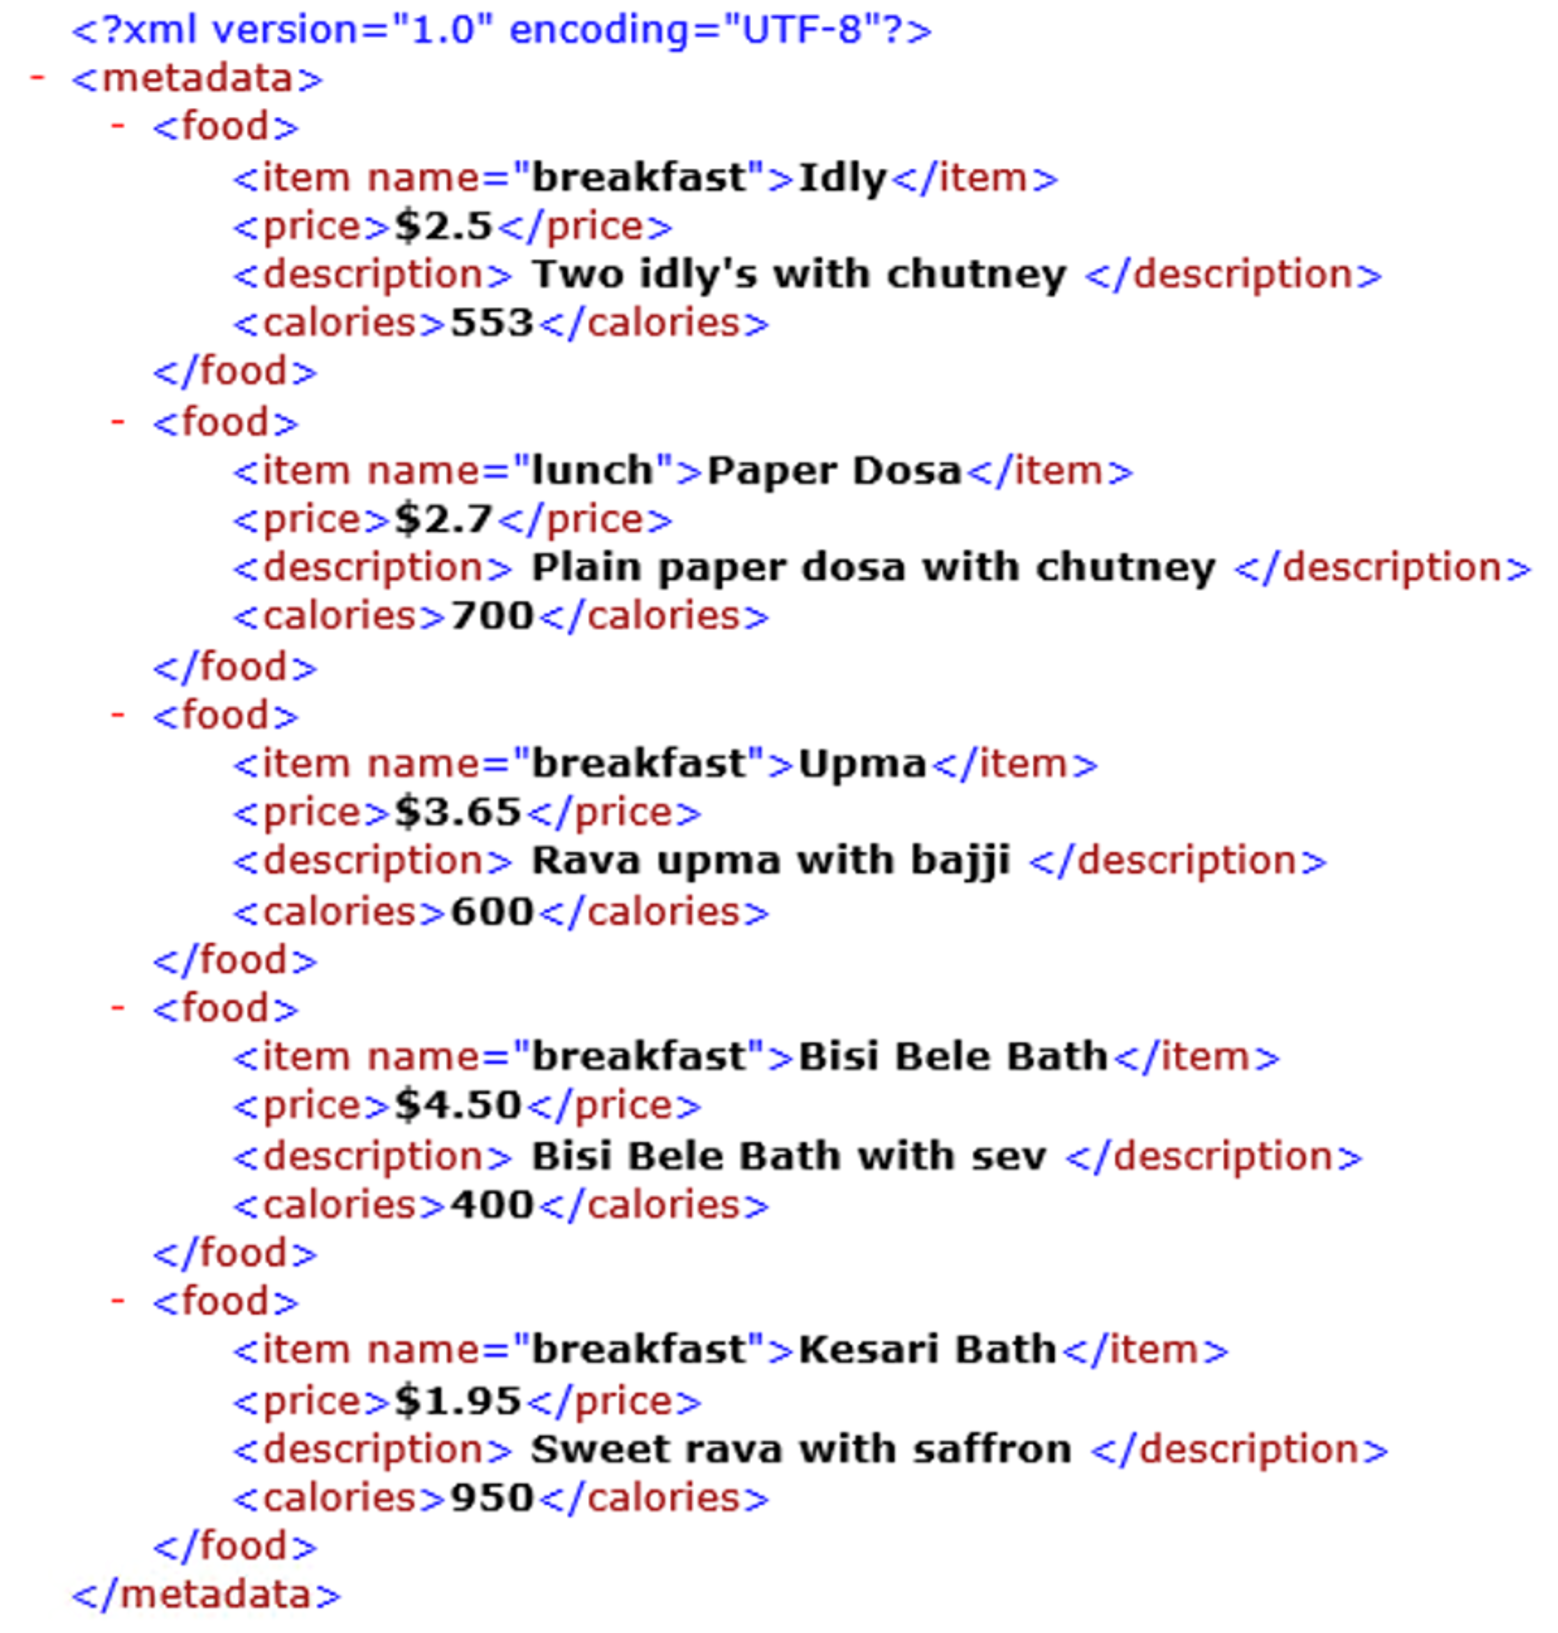 <?xml version="1.0" encoding="UTF-8"?>
- <metadata>
- <food>
<item name="breakfast">Idly</item>
<price>$2.5</price>
<description> Two idly's with chutney </description>
<calories>553</calories>
</food>
- <food>
<item name="lunch">Paper Dosa</item>
<price>$2.7</price>
<description> Plain paper dosa with chutney </description>
<calories>700</calories>
</food>
- <food>
<item name="breakfast">Upma</item>
<price>$3.65</price>
<description> Rava upma with bajji </description>
<calories>600</calories>
</food>
- <food>
<item name="breakfast">Bisi Bele Bath</item>
<price>$4.50</price>
<description> Bisi Bele Bath with sev </description>
<calories>400</calories>
</food>
- <food>
<item name="breakfast">Kesari Bath</item>
<price>$1.95</price>
<description> Sweet rava with saffron </description>
<calories>950</calories>
</food>
</metadata>